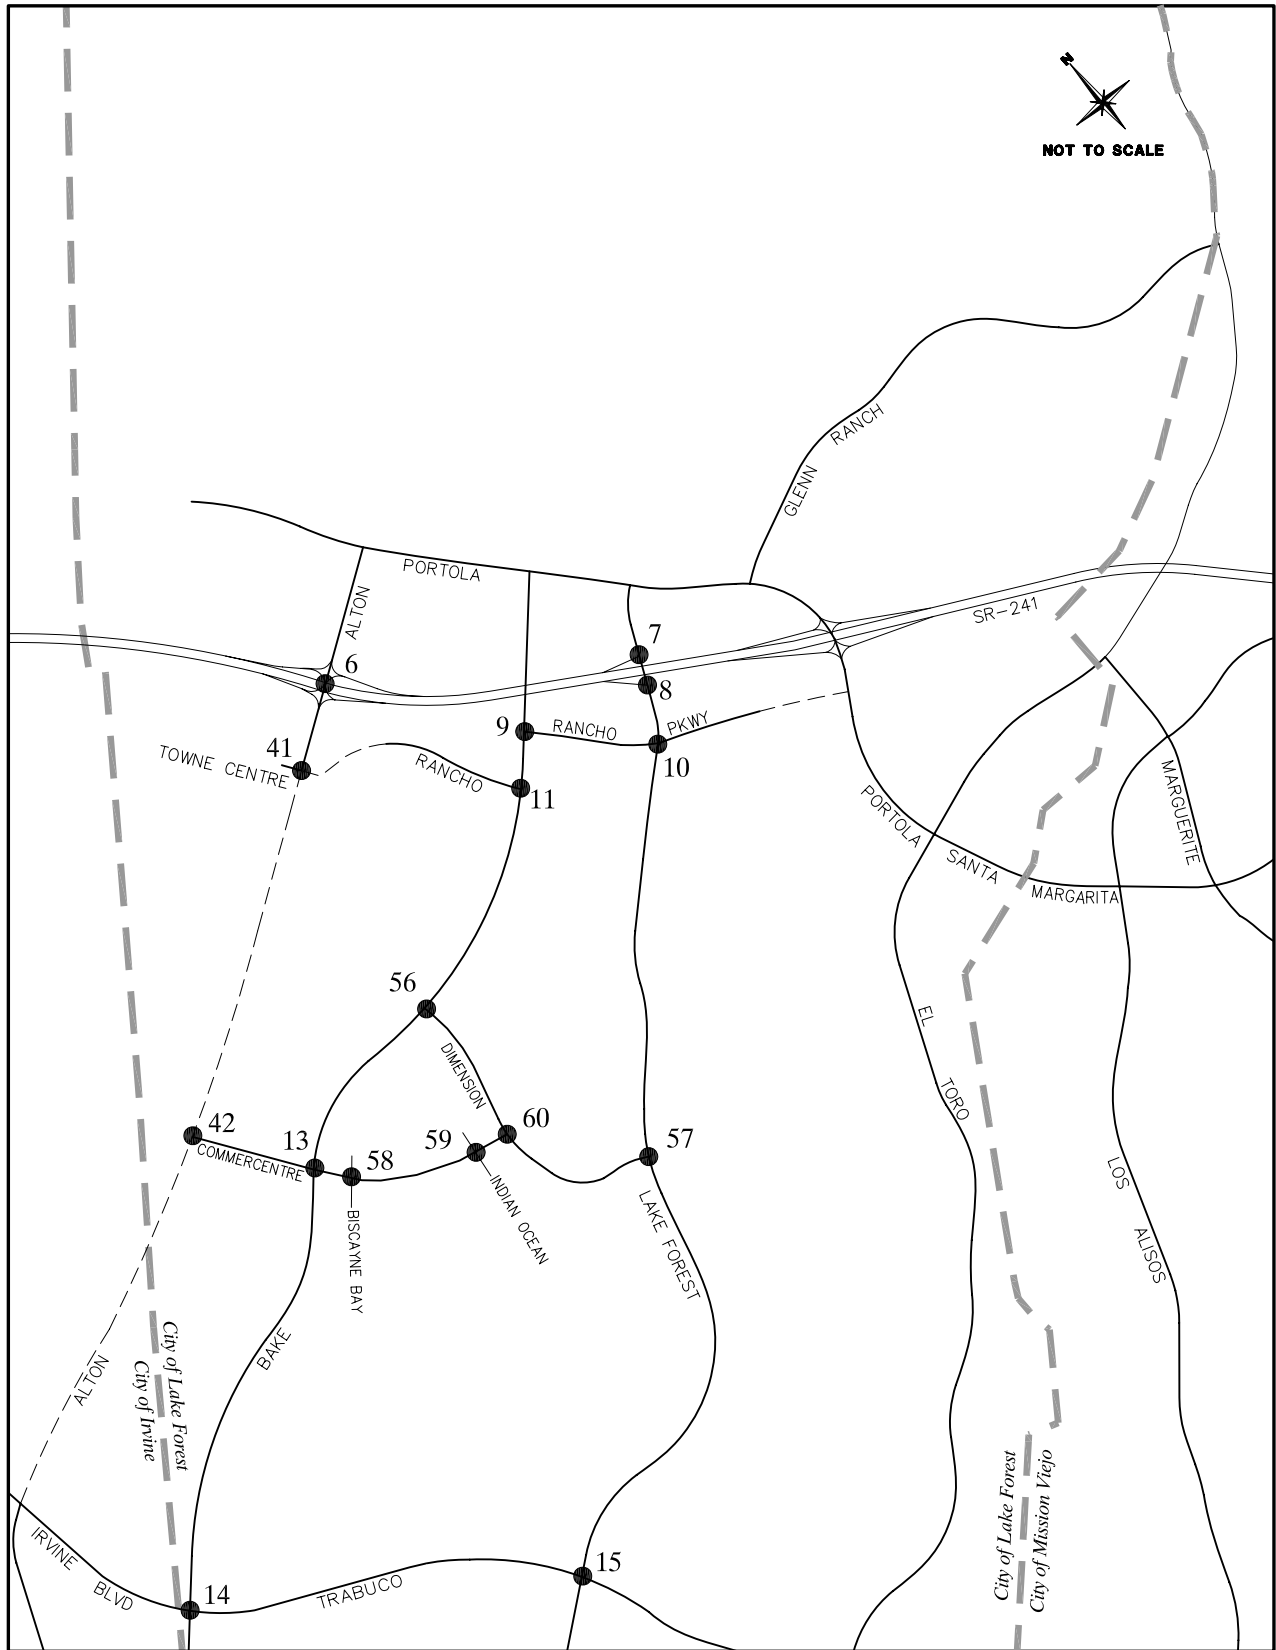 N
NOT TO SCALE
GLENN RANCH
PORTOLA
ALTON
SR-241
7
6
8
9
RANCHO
PKWY
41
TOWNE CENTRE
RANCHO
10
11
MARGUERITE
PORTOLA
SANTA
MARGARITA
56
EL
TORO
DIMENSION
42
13
59
60
57
COMMERCENTRE
58
INDIAN OCEAN
BISCAYNE BAY
LAKE FOREST
LOS
ALISOS
BAKE
ALTON
City of Lake Forest
City of Irvine
City of Lake Forest
City of Mission Viejo
IRVINE
BLVD
14
TRABUCO
15